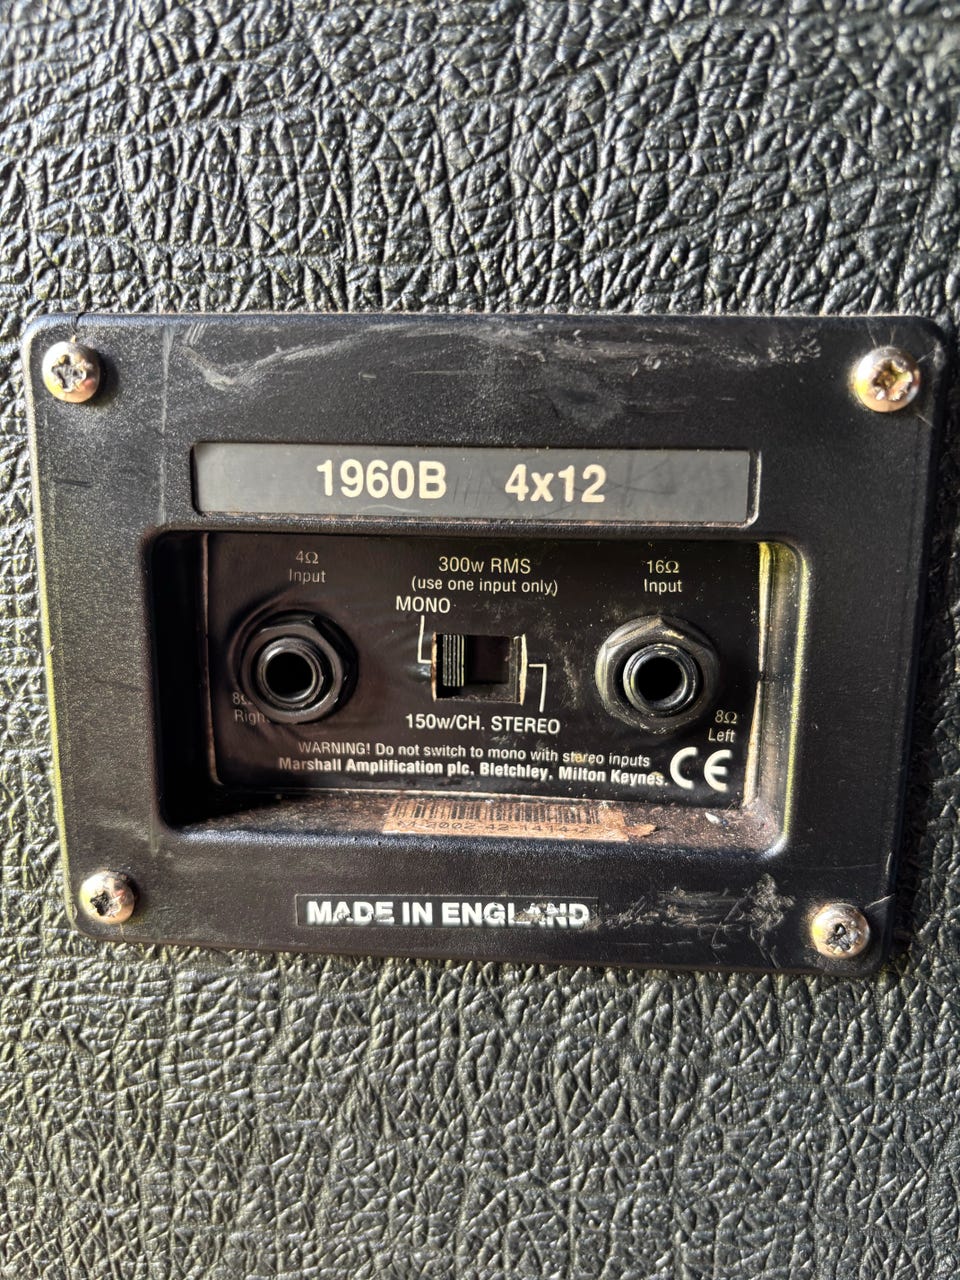 1960B 4x12
4Ω
Input
300w RMS
(use one input only)
16Ω
Input
MONO
8Ω
Right
8Ω
Left
150w/CH. STEREO
WARNING! Do not switch to mono with stereo inputs
Marshall Amplification plc, Bletchley, Milton Keynes.
CE
MADE IN ENGLAND